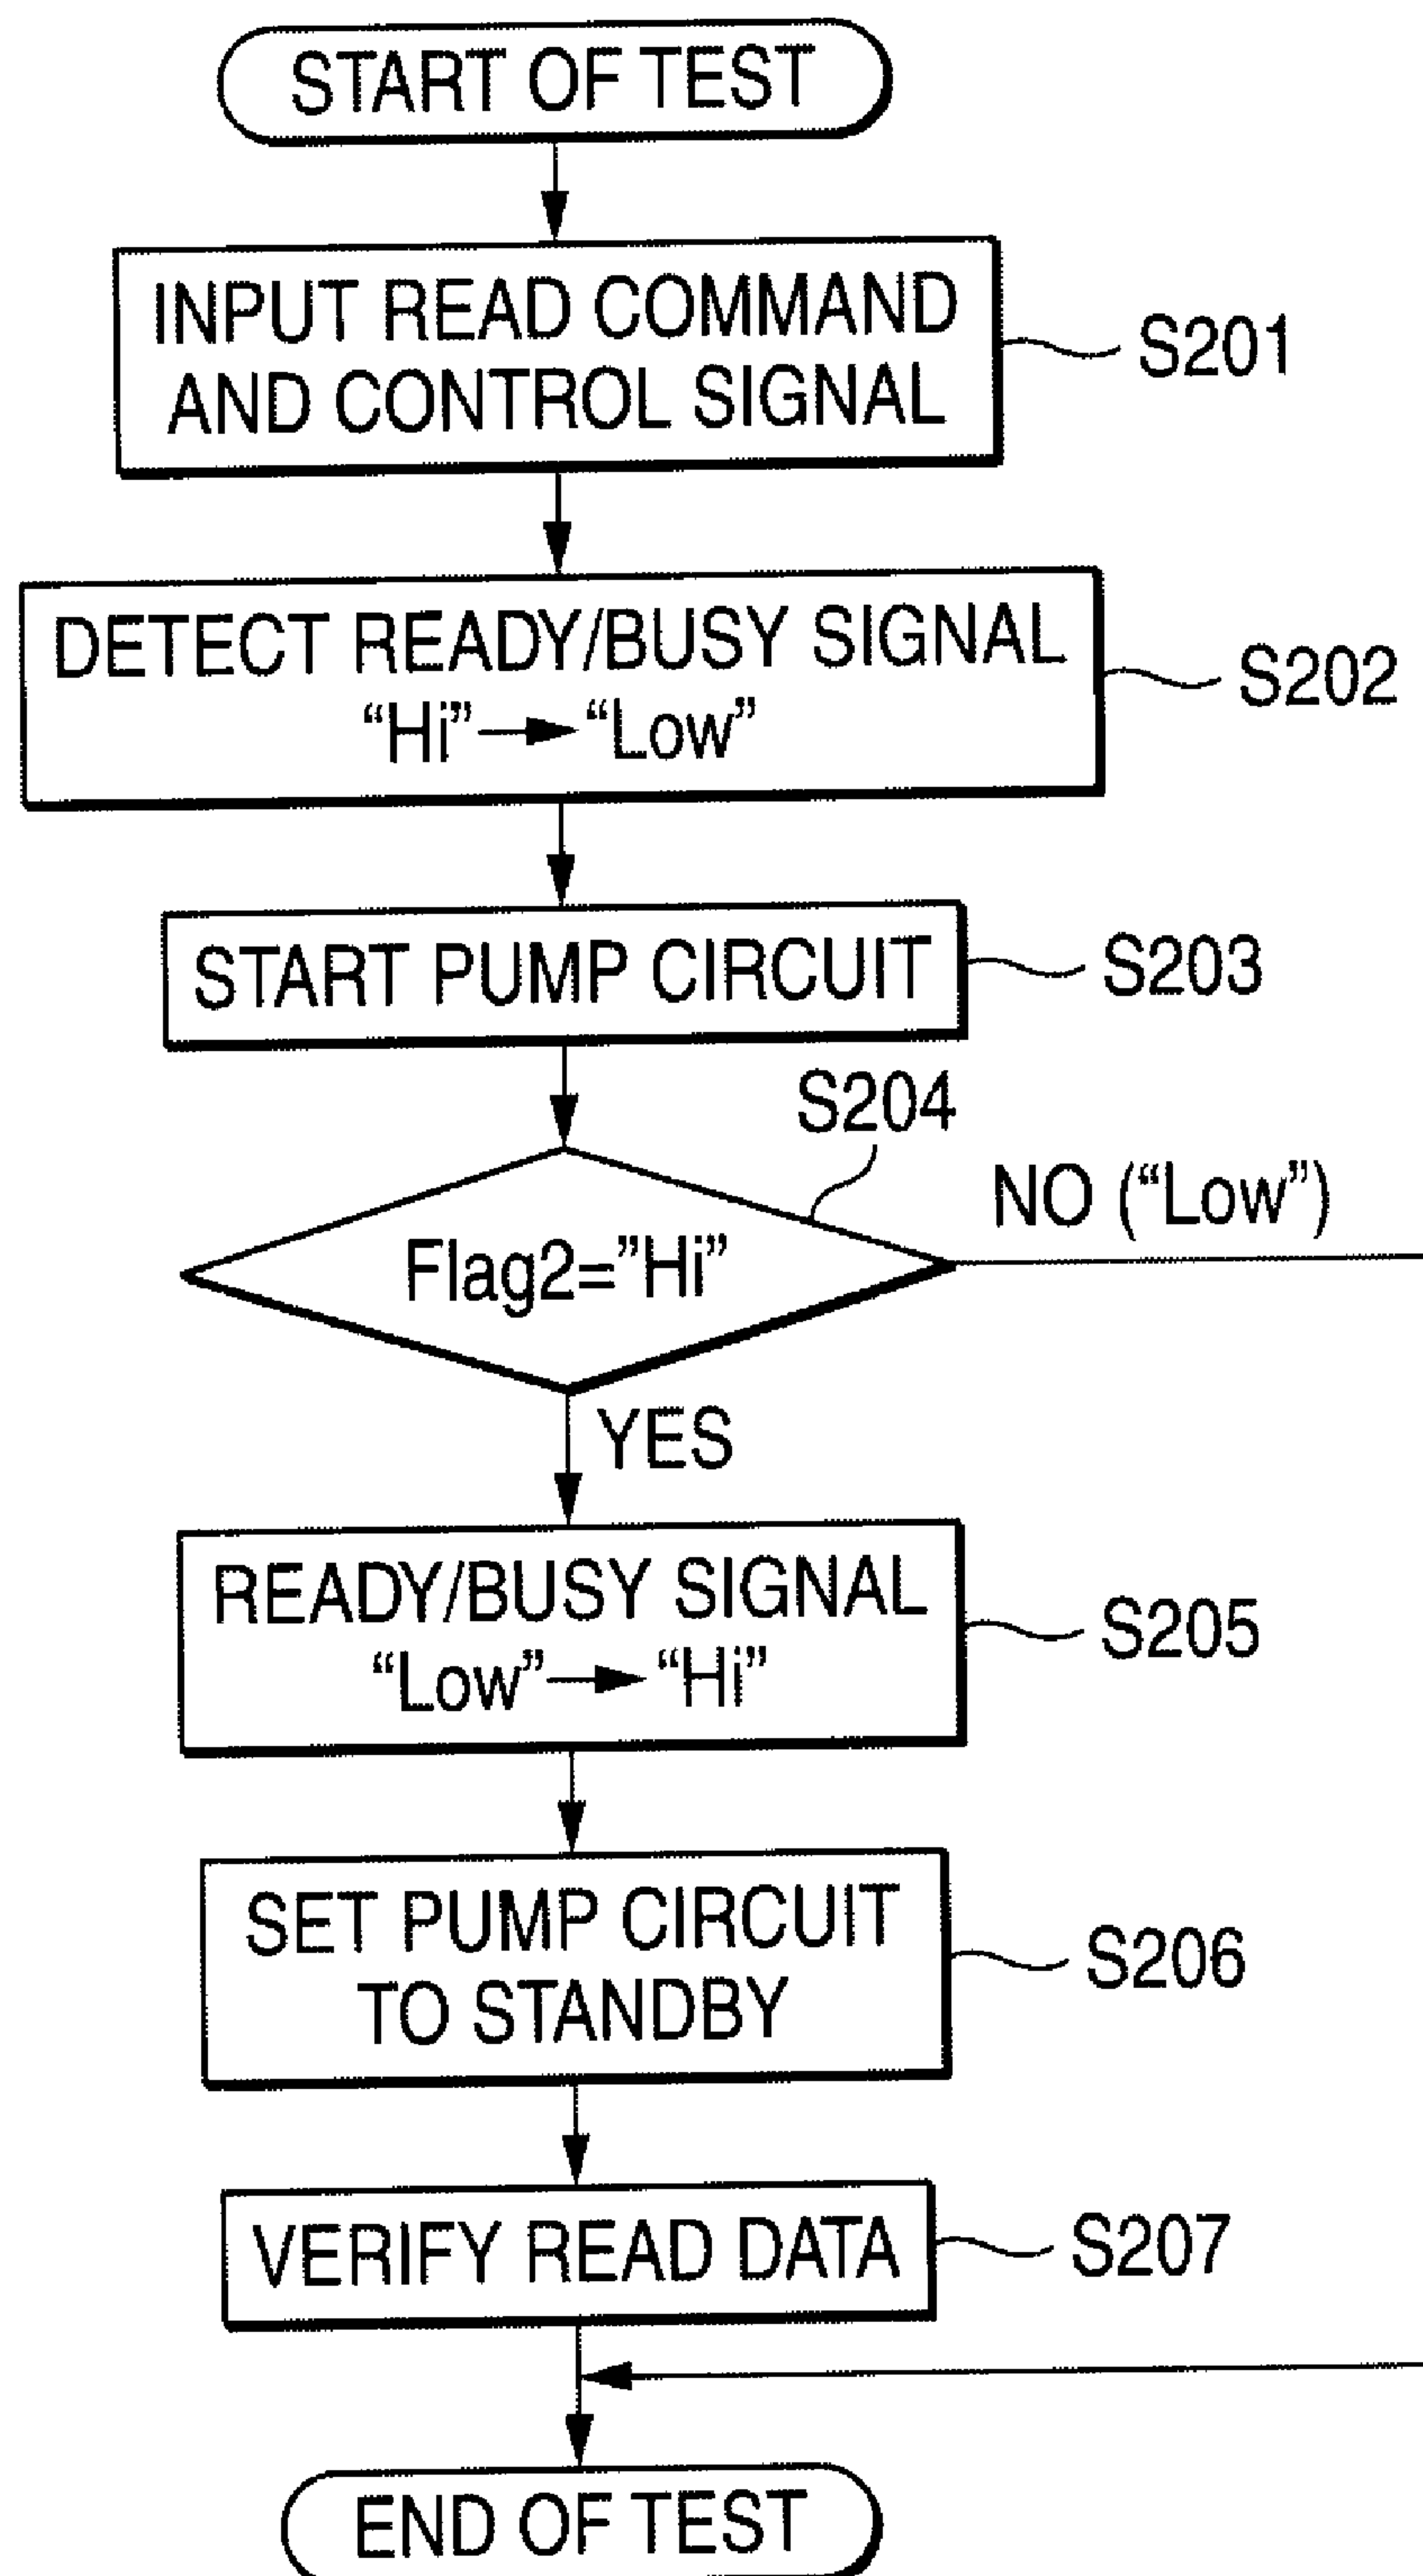 START OF TEST
INPUT READ COMMAND
AND CONTROL SIGNAL
S201
DETECT READY/BUSY SIGNAL
“Hi” → “Low”
S202
START PUMP CIRCUIT
S203
S204
Flag2=”Hi”
NO (“Low”)
YES
READY/BUSY SIGNAL
“Low” → “Hi”
S205
SET PUMP CIRCUIT
TO STANDBY
S206
VERIFY READ DATA
S207
END OF TEST